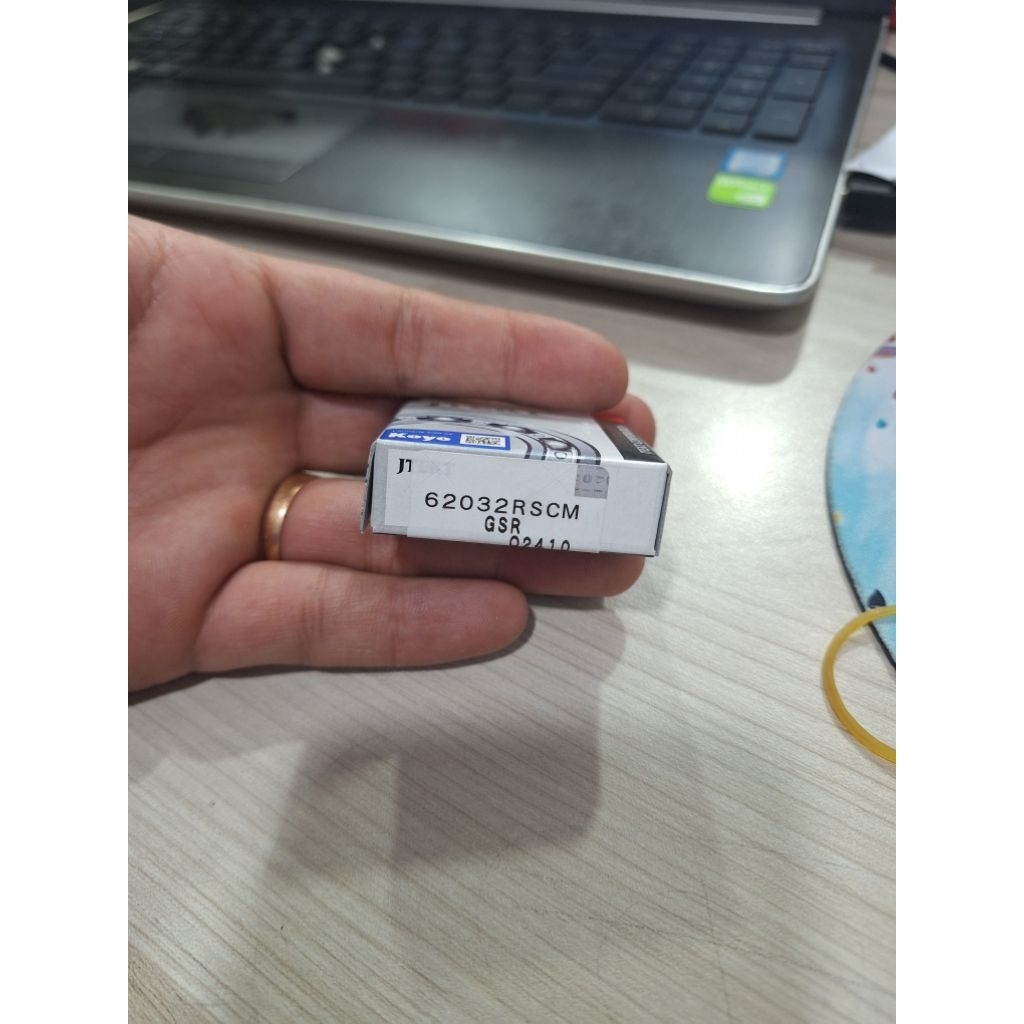 Koyo
JTEKT
62032RSCM
GSR
02410